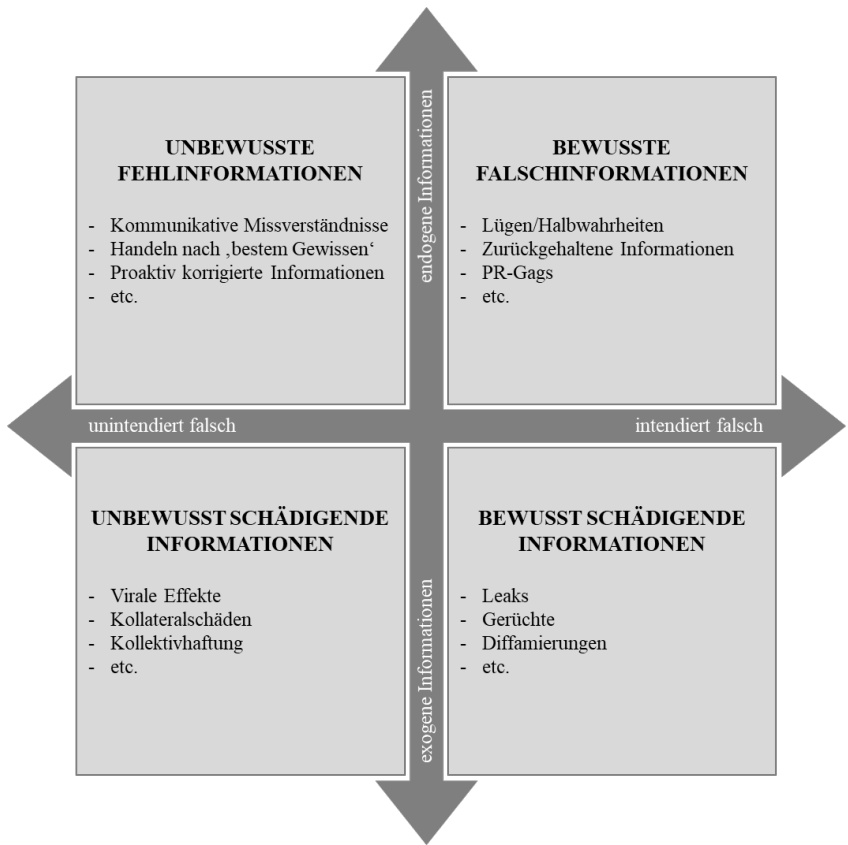 endogene Informationen
UNBEWUSSTE
FEHLINFORMATIONEN
- Kommunikative Missverständnisse
- Handeln nach ‚bestem Gewissen‘
- Proaktiv korrigierte Informationen
- etc.
BEWUSSTE
FALSCHINFORMATIONEN
- Lügen/Halbwahrheiten
- Zurückgehaltene Informationen
- PR-Gags
- etc.
unintendiert falsch
intendiert falsch
UNBEWUSST SCHÄDIGENDE
INFORMATIONEN
- Virale Effekte
- Kollateralschäden
- Kollektivhaftung
- etc.
BEWUSST SCHÄDIGENDE
INFORMATIONEN
- Leaks
- Gerüchte
- Diffamierungen
- etc.
exogene Informationen